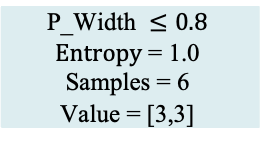 P_Width ≤ 0.8
Entropy = 1.0
Samples = 6
Value = [3,3]